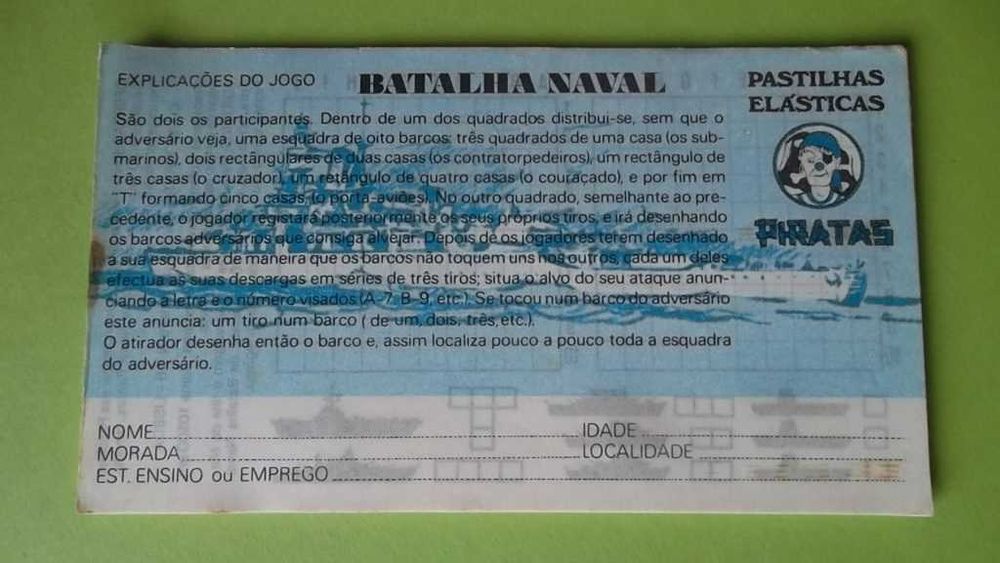 EXPLICAÇÕES DO JOGO
BATALHA NAVAL
PASTILHAS
ELÁSTICAS
São dois os participantes. Dentro de um dos quadrados distribui-se, sem que o
adversário veja, uma esquadra de oito barcos: três quadrados de uma casa (os sub-
marinos), dois rectângulares de duas casas (os contratorpedeiros), um rectângulo de
três casas (o cruzador), um retângulo de quatro casas (o couraçado), e por fim em
"T" formando cinco casas, (o porta-aviões). No outro quadrado, semelhante ao pre-
cedente, o jogador registará posteriormente os seus próprios tiros, e irá desenhando
os barcos adversários que consiga alvejar. Depois de os jogadores terem desenhado
a sua esquadra de maneira que os barcos não toquem uns nos outros, cada um deles
efectua as suas descargas em séries de três tiros; situa o alvo do seu ataque anun-
ciando a letra e o número visados (A-7, B-9, etc.). Se tocou num barco do adversário
este anuncia: um tiro num barco ( de um, dois, três, etc.).
O atirador desenha então o barco e, assim localiza pouco a pouco toda a esquadra
do adversário.
PIRATAS
NOME
IDADE
MORADA
LOCALIDADE
EST. ENSINO ou EMPREGO